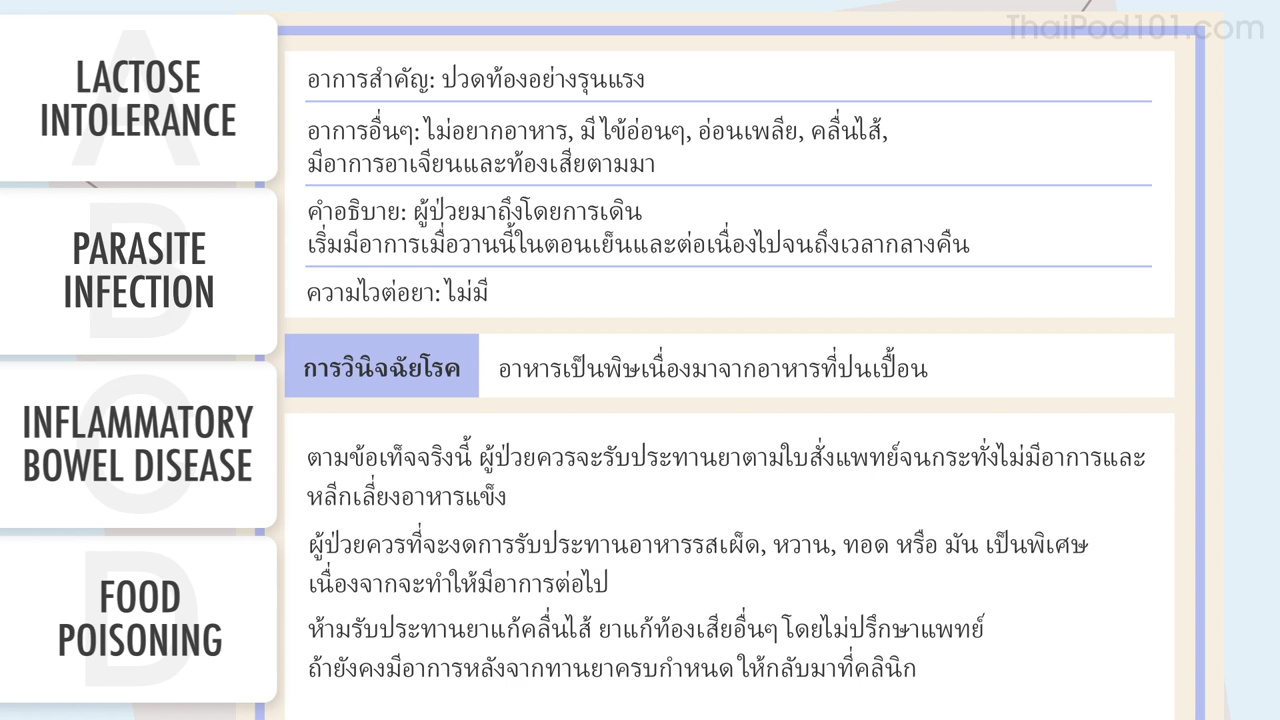 ThaiPod101.com
A
LACTOSE
INTOLERANCE
B
PARASITE
INFECTION
C
INFLAMMATORY
BOWEL DISEASE
D
FOOD
POISONING
อาการสำคัญ: ปวดท้องอย่างรุนแรง
อาการอื่นๆ: ไม่อยากอาหาร, มีไข้อ่อนๆ, อ่อนเพลีย, คลื่นไส้,
มีอาการอาเจียนและท้องเสียตามมา
คำอธิบาย: ผู้ป่วยมาถึงโดยการเดิน
เริ่มมีอาการเมื่อวานนี้ในตอนเย็นและต่อเนื่องไปจนถึงเวลากลางคืน
ความไวต่อยา: ไม่มี
การวินิจฉัยโรค
อาหารเป็นพิษเนื่องมาจากอาหารที่ปนเปื้อน
ตามข้อเท็จจริงนี้ ผู้ป่วยควรจะรับประทานยาตามใบสั่งแพทย์จนกระทั่งไม่มีอาการและ
หลีกเลี่ยงอาหารแข็ง
ผู้ป่วยควรที่จะงดการรับประทานอาหารรสเผ็ด, หวาน, ทอด หรือ มัน เป็นพิเศษ
เนื่องจากจะทำให้มีอาการต่อไป
ห้ามรับประทานยาแก้คลื่นไส้ ยาแก้ท้องเสียอื่นๆ โดยไม่ปรึกษาแพทย์
ถ้ายังคงมีอาการหลังจากทานยาครบกำหนด ให้กลับมาที่คลินิก